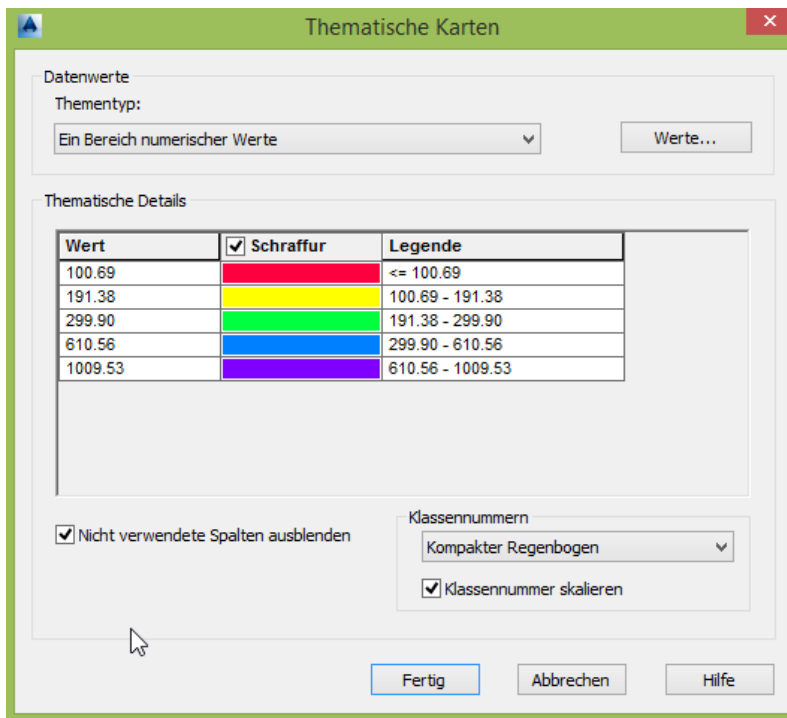 Thematische Karten
Datenwerte
Thementyp:
Ein Bereich numerischer Werte
Werte...
Thematische Details
Wert Schraffur Legende
100.69 <= 100.69
191.38 100.69 - 191.38
299.90 191.38 - 299.90
610.56 299.90 - 610.56
1009.53 610.56 - 1009.53
Nicht verwendete Spalten ausblenden
Klassennummern
Kompakter Regenbogen
Klassennummer skalieren
Fertig Abbrechen Hilfe